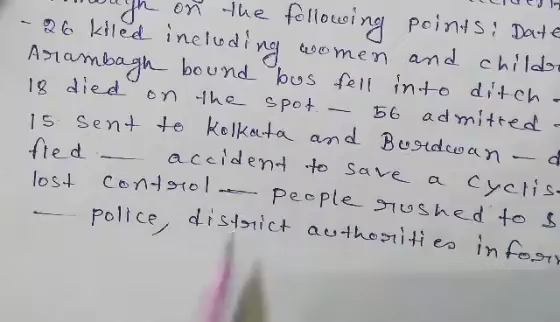 on the following points: Date
- 26 killed including women and child
Arambagh bound bus fell into ditch -
18 died on the spot — 56 admitted -
15 sent to Kolkata and Burdwan — d
fied — accident to save a cyclis
lost control — people rushed to s
— police, district authorities inform